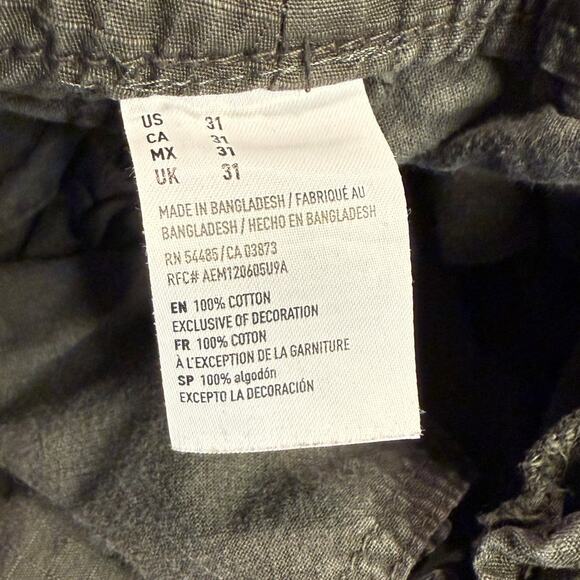 US 31
CA 31
MX 31
UK 31
MADE IN BANGLADESH / FABRIQUÉ AU
BANGLADESH / HECHO EN BANGLADESH
RN 54485/CA 03873
RFC# AEM120605U9A
EN 100% COTTON
EXCLUSIVE OF DECORATION
FR 100% COTON
À L'EXCEPTION DE LA GARNITURE
SP 100% algodón
EXCEPTO LA DECORACIÓN